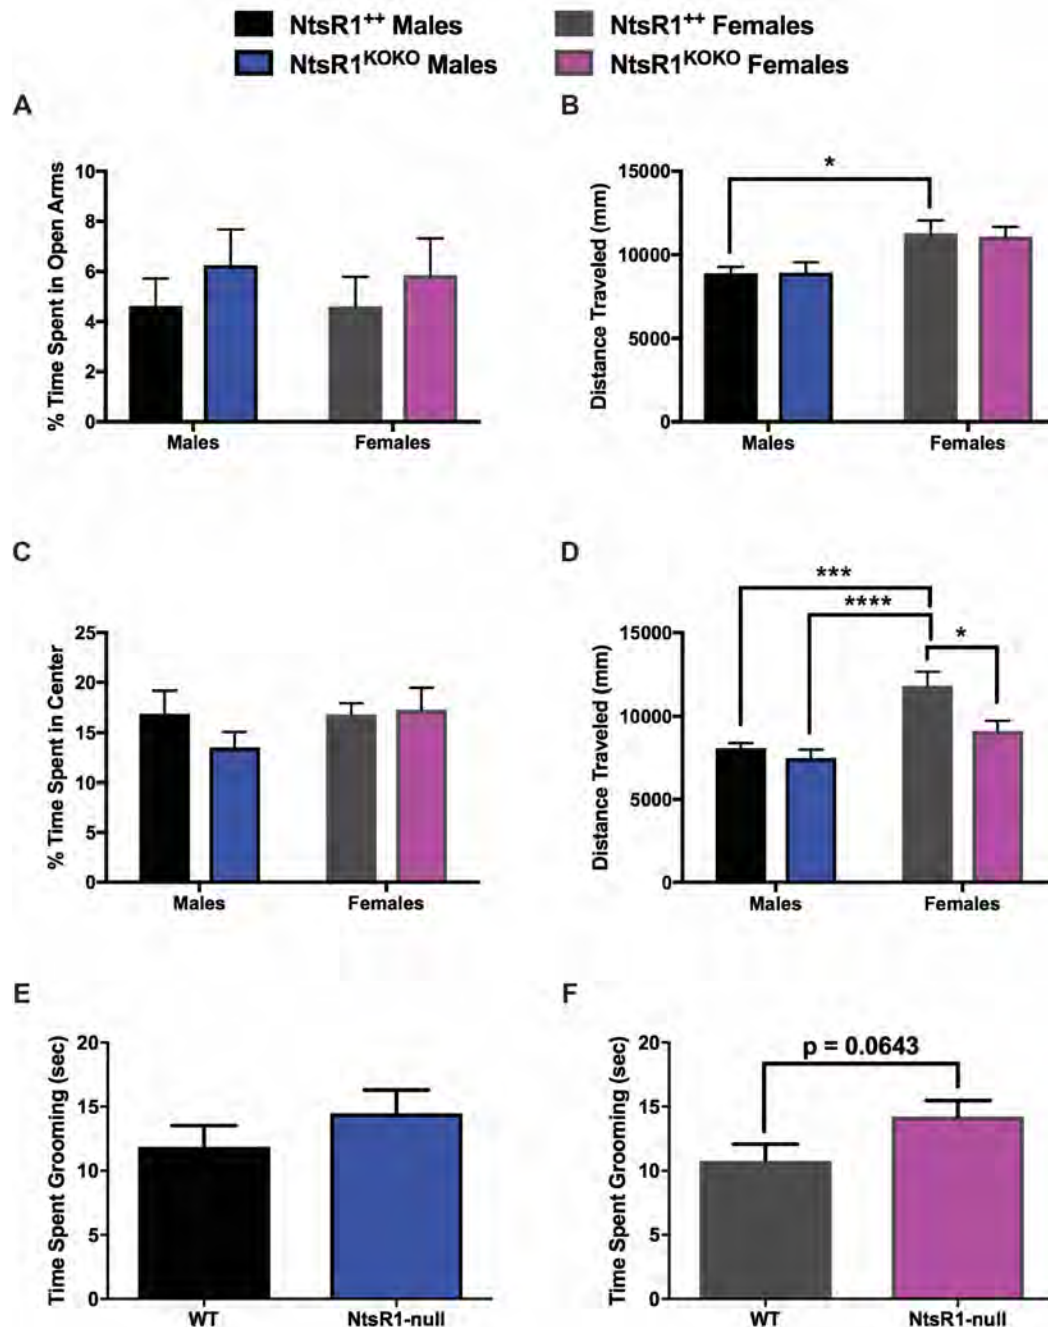 NtsR1++ Males NtsR1++ Females
NtsR1KOKO Males NtsR1KOKO Females
A B
% Time Spent in Open Arms
10
8
6
4
2
0
Males Females
Distance Traveled (mm)
15000
10000
5000
0
*
Males Females
C D
% Time Spent in Center
25
20
15
10
5
0
Males Females
Distance Traveled (mm)
15000
10000
5000
0
***
****
*
Males Females
E F
Time Spent Grooming (sec)
20
15
10
5
0
WT NtsR1-null
Time Spent Grooming (sec)
20
15
10
5
0
p = 0.0643
WT NtsR1-null